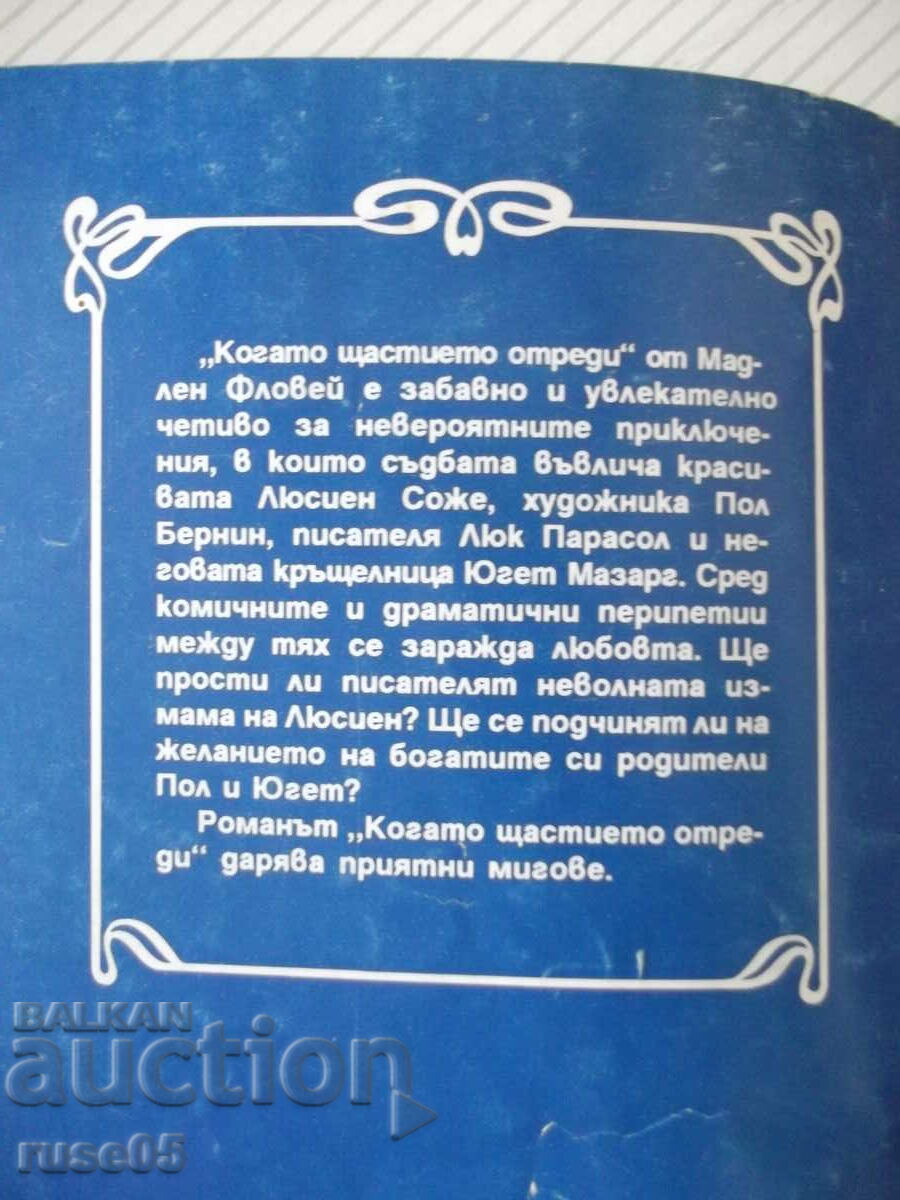 „Когато щастието отреди“ от Мад-
лен Фловей е забавно и увлекателно
четиво за невероятните приключе-
ния, в които съдбата въвлича краси-
вата Люсиен Соже, художника Пол
Бернин, писателя Люк Парасол и не-
говата кръщелница Югет Мазарг. Сред
комичните и драматични перипетии
между тях се заражда любовта. Ще
прости ли писателят неволната из-
мама на Люсиен? Ще се подчинят ли на
желанието на богатите си родители
Пол и Югет?
Романът „Когато щастието отре-
ди“ дарява приятни мигове.
BALKAN
auction
ruse05